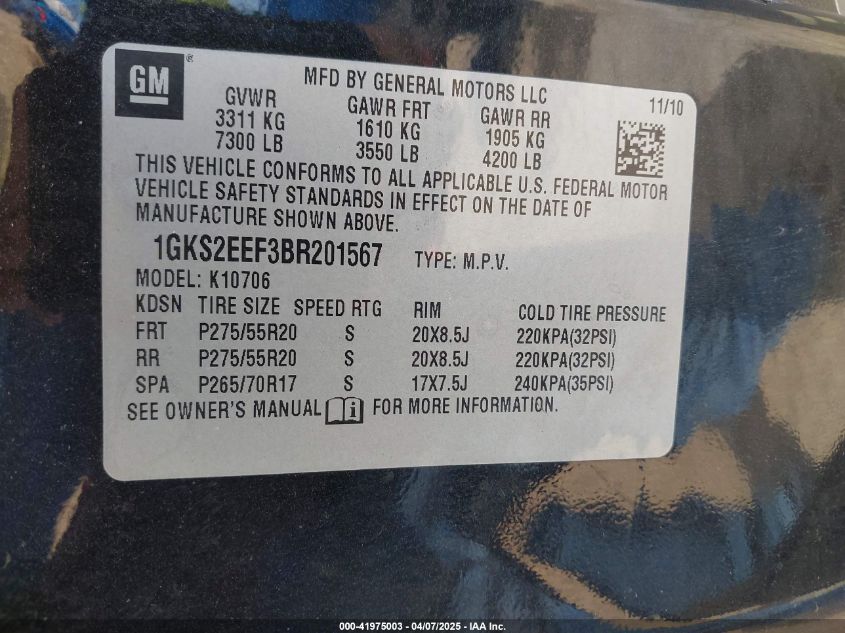 GM ®
MFD BY GENERAL MOTORS LLC
11/10
GVWR GAWR FRT GAWR RR
3311 KG 1610 KG 1905 KG
7300 LB 3550 LB 4200 LB
THIS VEHICLE CONFORMS TO ALL APPLICABLE U.S. FEDERAL MOTOR
VEHICLE SAFETY STANDARDS IN EFFECT ON THE DATE OF
MANUFACTURE SHOWN ABOVE.
1GKS2EEF3BR201567 TYPE: M.P.V.
MODEL: K10706
KDSN TIRE SIZE SPEED RTG RIM COLD TIRE PRESSURE
FRT P275/55R20 S 20X8.5J 220KPA(32PSI)
RR P275/55R20 S 20X8.5J 220KPA(32PSI)
SPA P265/70R17 S 17X7.5J 240KPA(35PSI)
SEE OWNER'S MANUAL i FOR MORE INFORMATION.
000-41975003 - 04/07/2025 - IAA Inc.